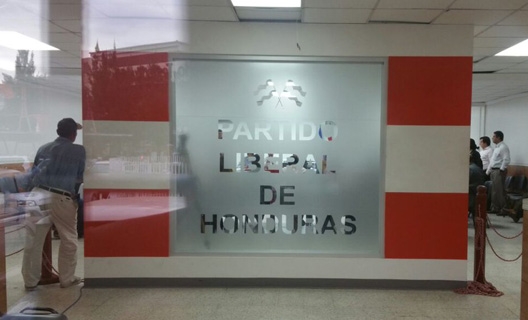 PARTIDO
LIBERAL
DE
HONDURAS